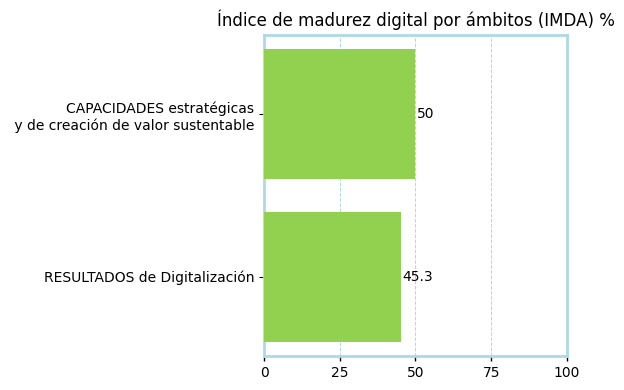 Índice de madurez digital por ámbitos (IMDA) %
CAPACIDADES estratégicas
y de creación de valor sustentable
50
RESULTADOS de Digitalización
45.3
0 25 50 75 100